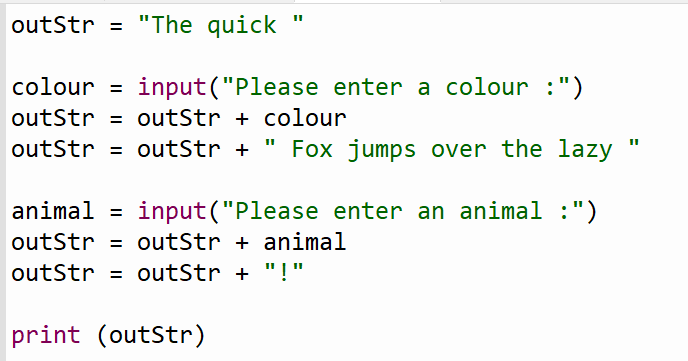 outStr = "The quick "
colour = input("Please enter a colour :")
outStr = outStr + colour
outStr = outStr + " Fox jumps over the lazy "
animal = input("Please enter an animal :")
outStr = outStr + animal
outStr = outStr + "!"
print (outStr)